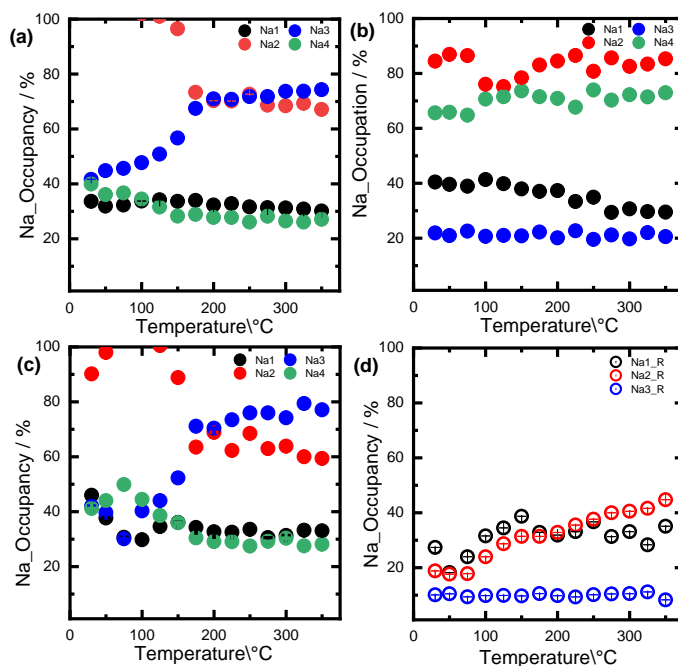 (a)
Na1 Na3
Na2 Na4
100
80
60
40
20
0 100 200 300
Na_Occupancy / %
Temperature\°C
(b)
Na1 Na3
Na2 Na4
100
80
60
40
20
0 100 200 300
Na_Occupation / %
Temperature\°C
(c)
Na1 Na3
Na2 Na4
100
80
60
40
20
0 100 200 300
Na_Occupancy / %
Temperature\°C
(d)
Na1_R
Na2_R
Na3_R
100
80
60
40
20
0 100 200 300
Na_Occupancy / %
Temperature\°C